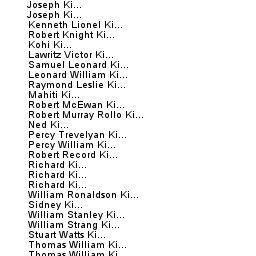 Joseph Ki...
Joseph Ki...
Kenneth Lionel Ki...
Robert Knight Ki...
Kohi Ki...
Lawritz Victor Ki...
Samuel Leonard Ki...
Leonard William Ki...
Raymond Leslie Ki...
Mahiti Ki...
Robert McEwan Ki...
Robert Murray Rollo Ki...
Ned Ki...
Percy Trevelyan Ki...
Percy William Ki...
Robert Record Ki...
Richard Ki...
Richard Ki...
Richard Ki...
William Ronaldson Ki...
Sidney Ki...
William Stanley Ki...
William Strang Ki...
Stuart Watts Ki...
Thomas William Ki...
Thomas William Ki